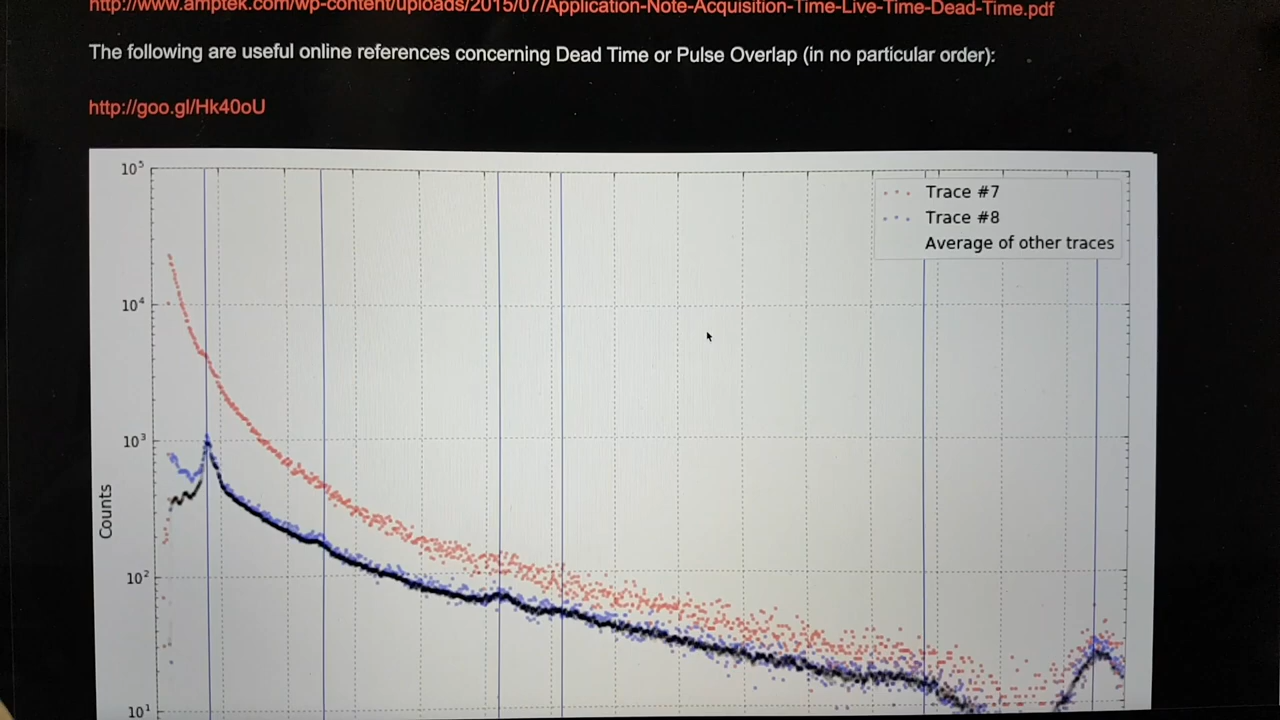 http://www.amptek.com/wp-content/uploads/2015/07/Application-Note-Acquisition-Time-Live-Time-Dead-Time.pdf
The following are useful online references concerning Dead Time or Pulse Overlap (in no particular order):
http://goo.gl/Hk40oU
10⁵
Trace #7
Trace #8
Average of other traces
10⁴
10³
Counts
10²
10¹